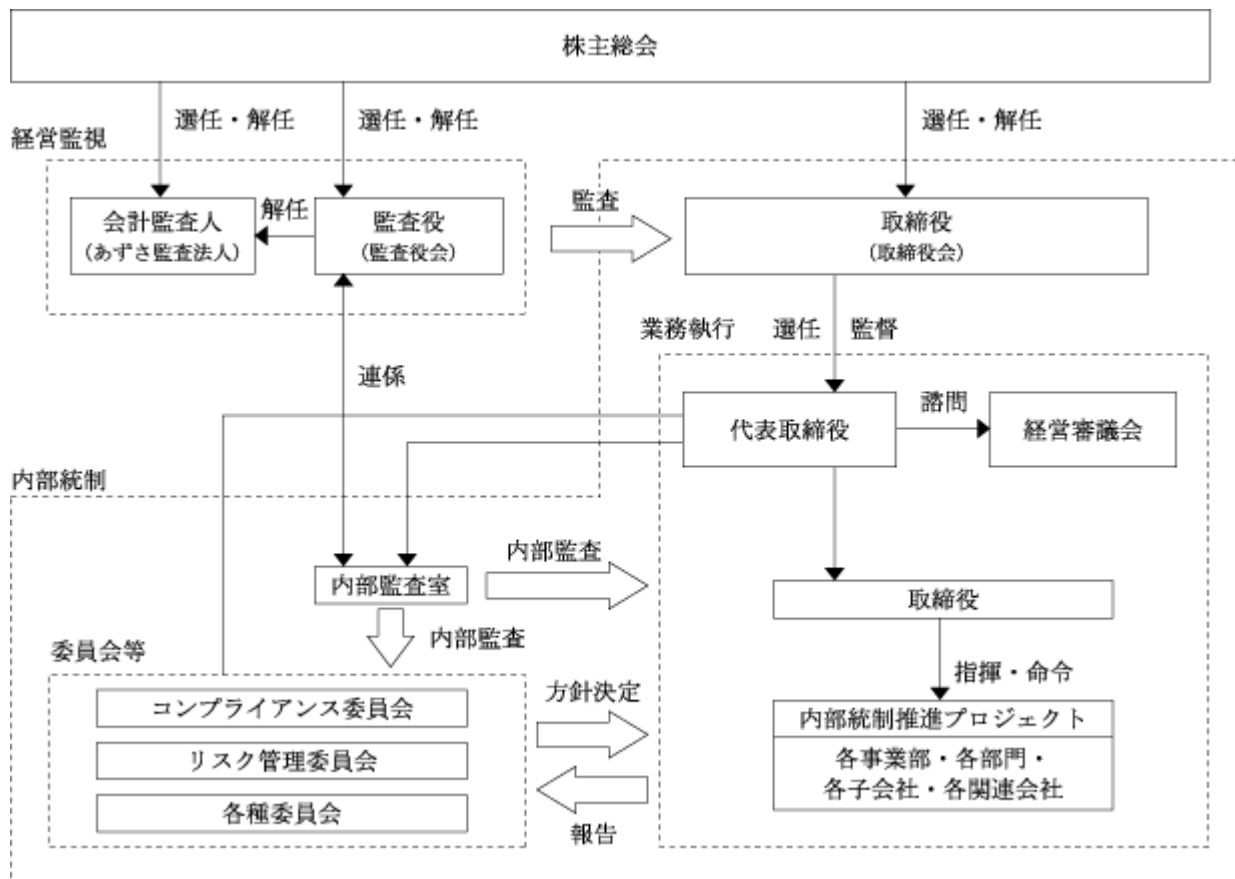 株主総会
選任・解任
選任・解任
選任・解任
経営監視
会計監査人
(あずさ監査法人)
解任
監査役
(監査役会)
監査
取締役
(取締役会)
業務執行
選任
監督
連係
代表取締役
諮問
経営審議会
内部統制
内部監査室
内部監査
内部監査
取締役
指揮・命令
委員会等
コンプライアンス委員会
リスク管理委員会
各種委員会
方針決定
報告
内部統制推進プロジェクト
各事業部・各部門・
各子会社・各関連会社